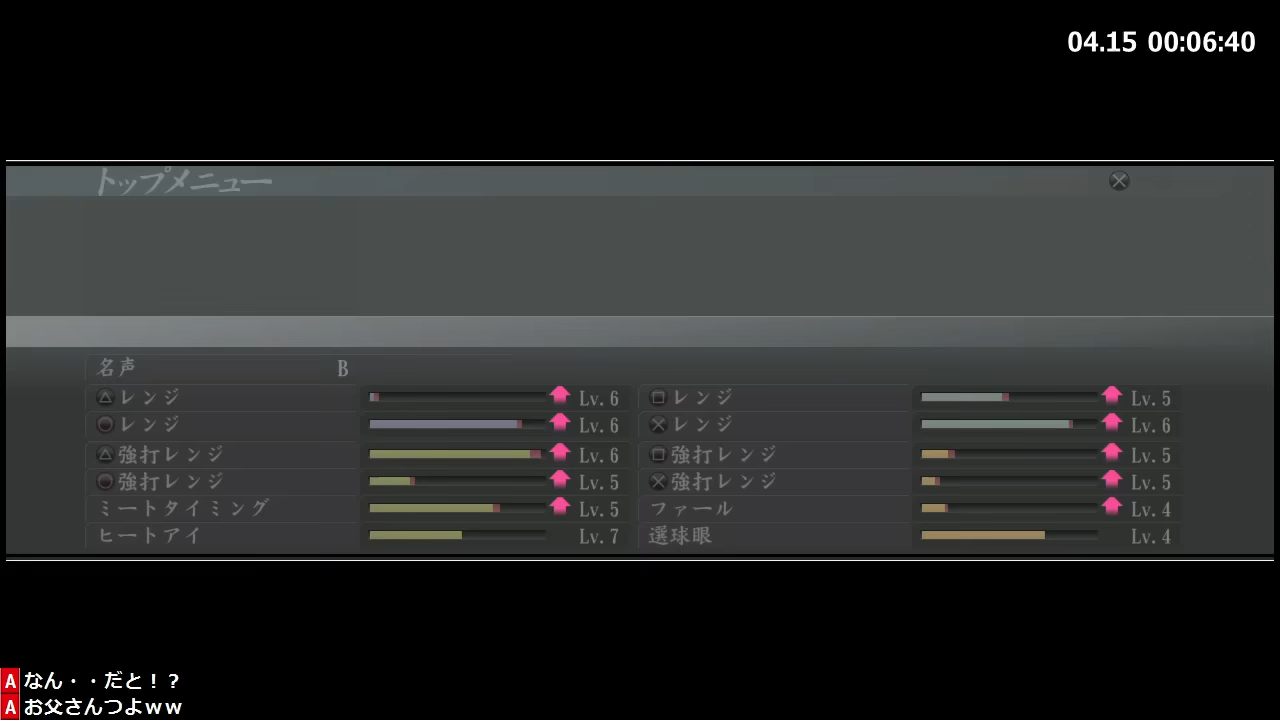 04.15 00:06:40
トップメニュー
名声 B
レンジ Lv.6 レンジ Lv.5
レンジ Lv.6 レンジ Lv.6
強打レンジ Lv.6 強打レンジ Lv.5
強打レンジ Lv.5 強打レンジ Lv.5
ミートタイミング Lv.5 ファール Lv.4
ヒートアイ Lv.7 選球眼 Lv.4
A なん・・だと!?
A お父さんつよww